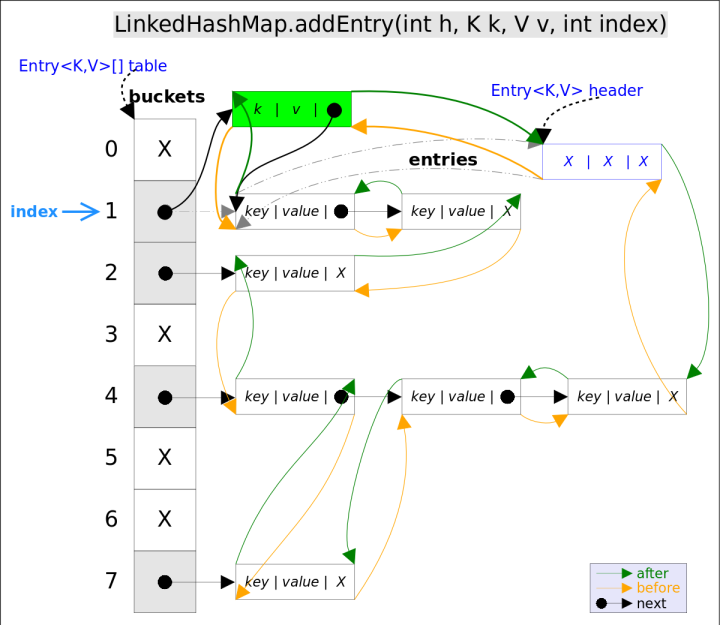 LinkedHashMap.addEntry(int h, K k, V v, int index)
Entry<K,V>[] table
Entry<K,V> header
buckets
k | v |
entries
0 X
X | X | X
index 1 key | value | key | value | X
2 key | value | X
3 X
4 key | value | key | value | key | value | X
5 X
6 X
7 key | value | X
after
before
next